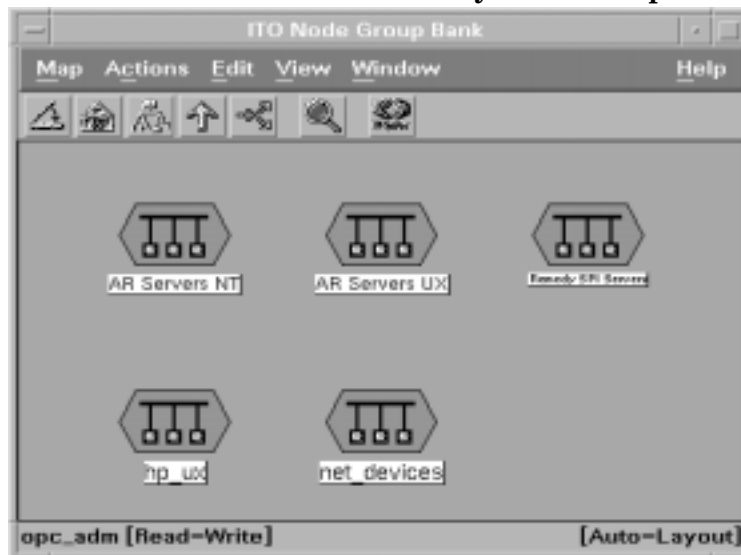 ITO Node Group Bank
Map Actions Edit View Window Help
AR Servers NT
AR Servers UX
Remedy SPI Servers
hp_ux
net_devices
opc_adm [Read-Write]
[Auto-Layout]